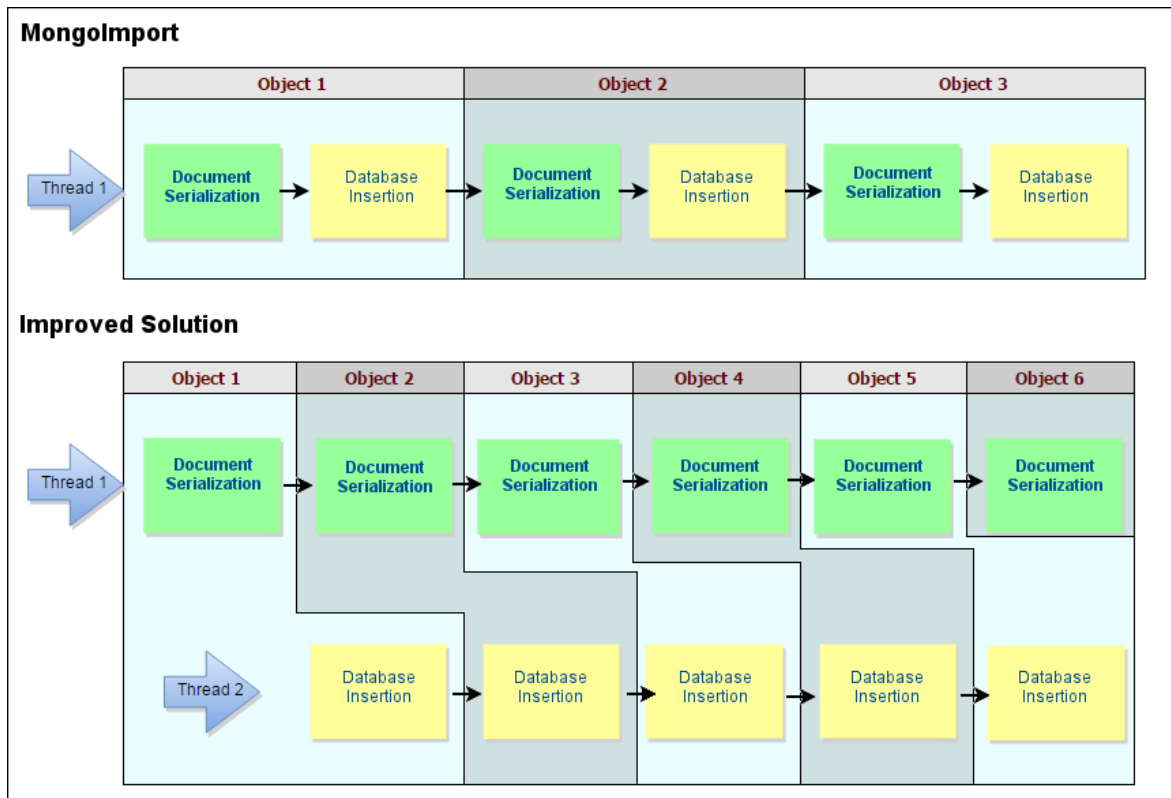 MongoImport
Object 1 Object 2 Object 3
Thread 1
Document
Serialization
Database
Insertion
Document
Serialization
Database
Insertion
Document
Serialization
Database
Insertion
Improved Solution
Object 1 Object 2 Object 3 Object 4 Object 5 Object 6
Thread 1
Document
Serialization
Document
Serialization
Document
Serialization
Document
Serialization
Document
Serialization
Document
Serialization
Thread 2
Database
Insertion
Database
Insertion
Database
Insertion
Database
Insertion
Database
Insertion